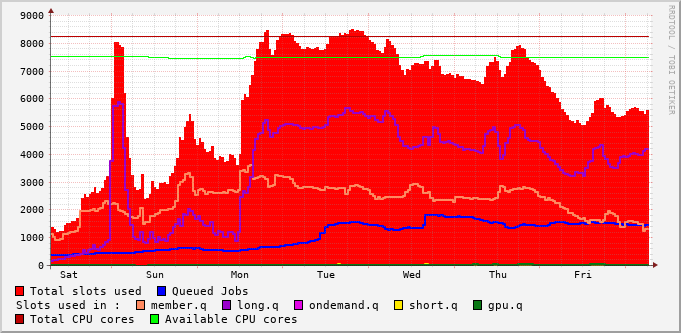 9000
8000
7000
6000
5000
4000
3000
2000
1000
0
Sat Sun Mon Tue Wed Thu Fri
RRDTOOL / TOBI OETIKER
Total slots used Queued Jobs
Slots used in : member.q long.q ondemand.q short.q gpu.q
Total CPU cores Available CPU cores